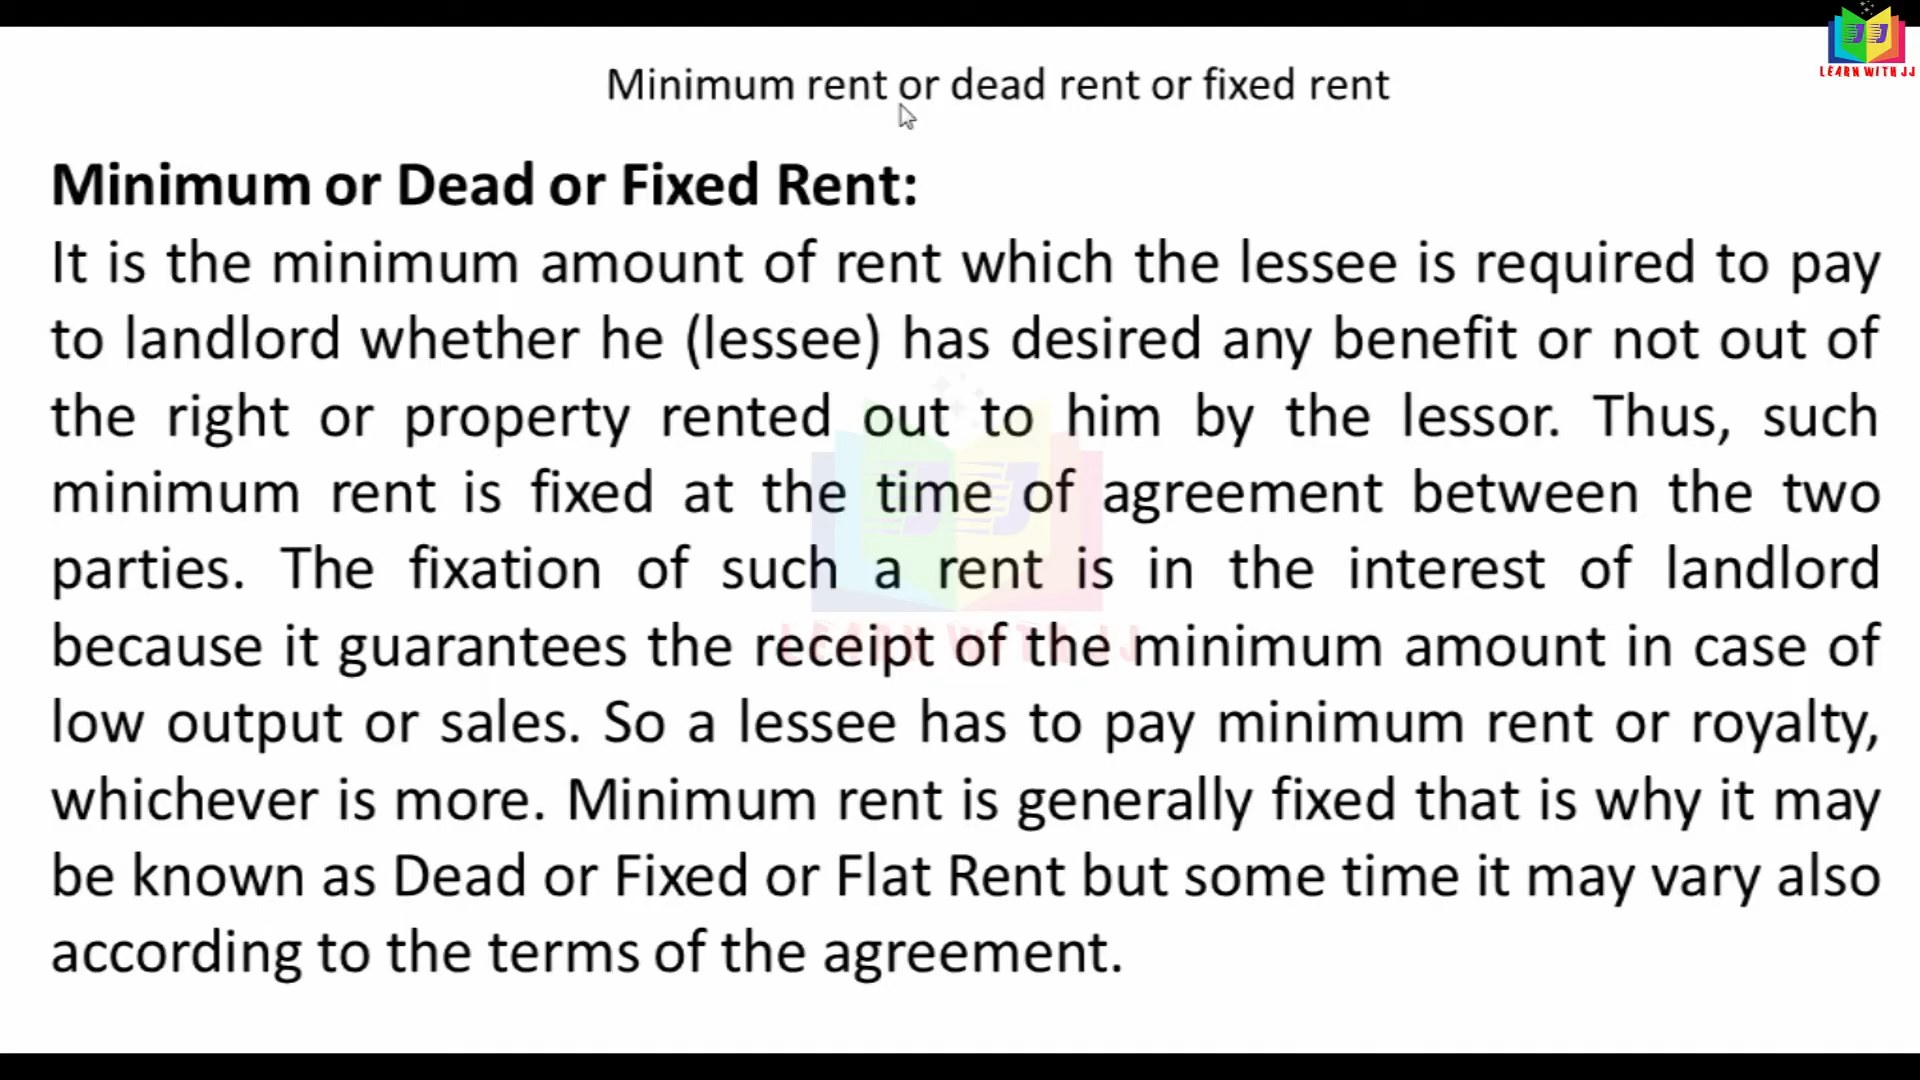 LEARN WITH JJ
Minimum rent or dead rent or fixed rent
Minimum or Dead or Fixed Rent:
It is the minimum amount of rent which the lessee is required to pay
to landlord whether he (lessee) has desired any benefit or not out of
the right or property rented out to him by the lessor. Thus, such
minimum rent is fixed at the time of agreement between the two
parties. The fixation of such a rent is in the interest of landlord
because it guarantees the receipt of the minimum amount in case of
low output or sales. So a lessee has to pay minimum rent or royalty,
whichever is more. Minimum rent is generally fixed that is why it may
be known as Dead or Fixed or Flat Rent but some time it may vary also
according to the terms of the agreement.
JJ
LEARN WITH JJ